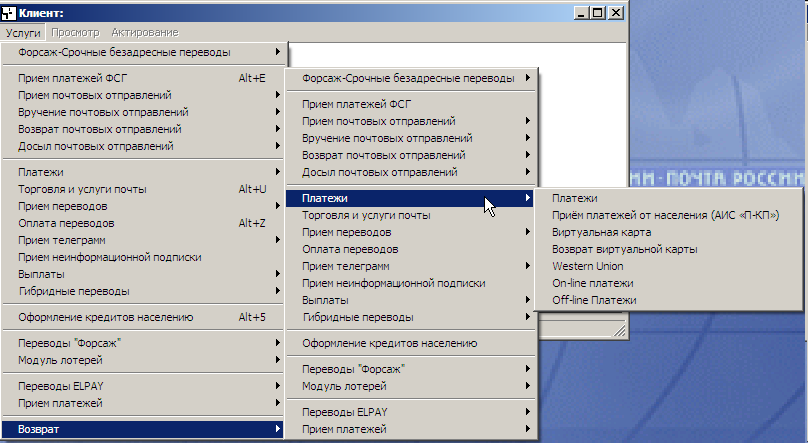 Клиент:
Услуги Просмотр Актирование
Форсаж-Срочные безадресные переводы
Прием платежей ФСГ Alt+E
Прием почтовых отправлений
Вручение почтовых отправлений
Возврат почтовых отправлений
Досыл почтовых отправлений
Платежи
Торговля и услуги почты Alt+U
Прием переводов
Оплата переводов Alt+Z
Прием телеграмм
Прием неинформационной подписки
Выплаты
Гибридные переводы
Оформление кредитов населению Alt+5
Переводы "Форсаж"
Модуль лотерей
Переводы ELPAY
Прием платежей
Возврат
Форсаж-Срочные безадресные переводы
Прием платежей ФСГ
Прием почтовых отправлений
Вручение почтовых отправлений
Возврат почтовых отправлений
Досыл почтовых отправлений
Платежи
Торговля и услуги почты
Прием переводов
Оплата переводов
Прием телеграмм
Прием неинформационной подписки
Выплаты
Гибридные переводы
Оформление кредитов населению
Переводы "Форсаж"
Модуль лотерей
Переводы ELPAY
Прием платежей
Платежи
Приём платежей от населения (АИС «П-КП»)
Виртуальная карта
Возврат виртуальной карты
Western Union
On-line платежи
Off-line Платежи
ИИ-ПОЧТА РОССИИ